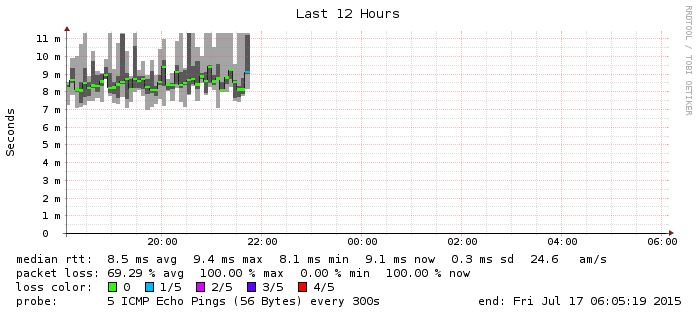 Last 12 Hours
RRDTOOL / TOBI OETIKER
Seconds
11 m
10 m
9 m
8 m
7 m
6 m
5 m
4 m
3 m
2 m
1 m
0
20:00 22:00 00:00 02:00 04:00 06:00
median rtt: 8.5 ms avg 9.4 ms max 8.1 ms min 9.1 ms now 0.3 ms sd 24.6 am/s
packet loss: 69.29 % avg 100.00 % max 0.00 % min 100.00 % now
loss color: 0 1/5 2/5 3/5 4/5
probe: 5 ICMP Echo Pings (56 Bytes) every 300s end: Fri Jul 17 06:05:19 2015